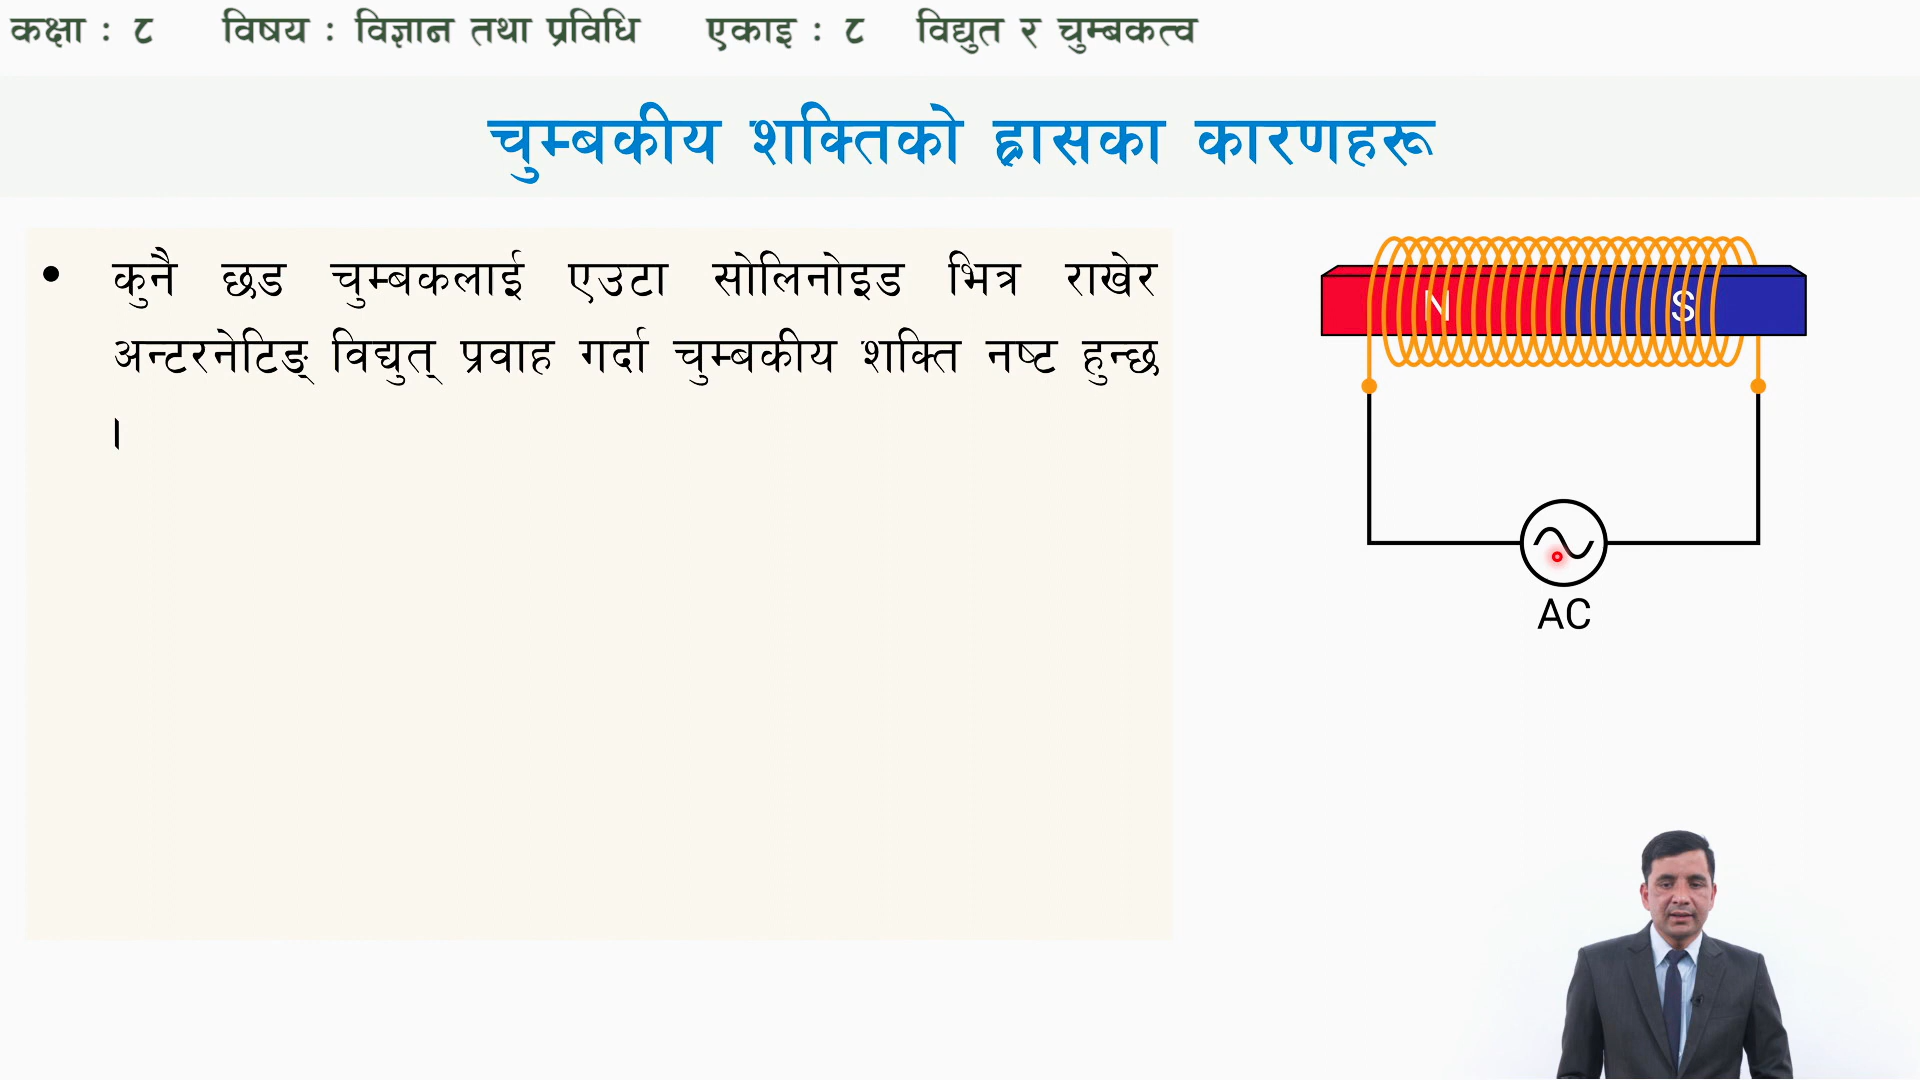 कक्षा : ८ विषय : विज्ञान तथा प्रविधि एकाइ : ८ विद्युत र चुम्बकत्व
चुम्बकीय शक्तिको ह्रासका कारणहरू
• कुनै छड चुम्बकलाई एउटा सोलिनोइड भित्र राखेर
अन्टरनेटिङ् विद्युत् प्रवाह गर्दा चुम्बकीय शक्ति नष्ट हुन्छ
।
N S
AC